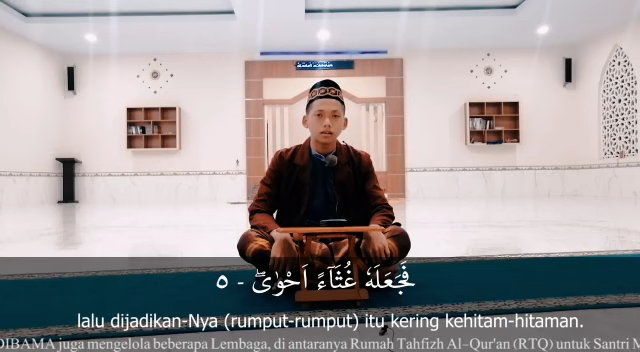 فَجَعَلَهٗ غُثَاۤءً اَحْوٰىۖ - ٥
lalu dijadikan-Nya (rumput-rumput) itu kering kehitam-hitaman.
DIBAMA juga mengelola beberapa Lembaga, di antaranya Rumah Tahfizh Al-Qur'an (RTQ) untuk Santri M